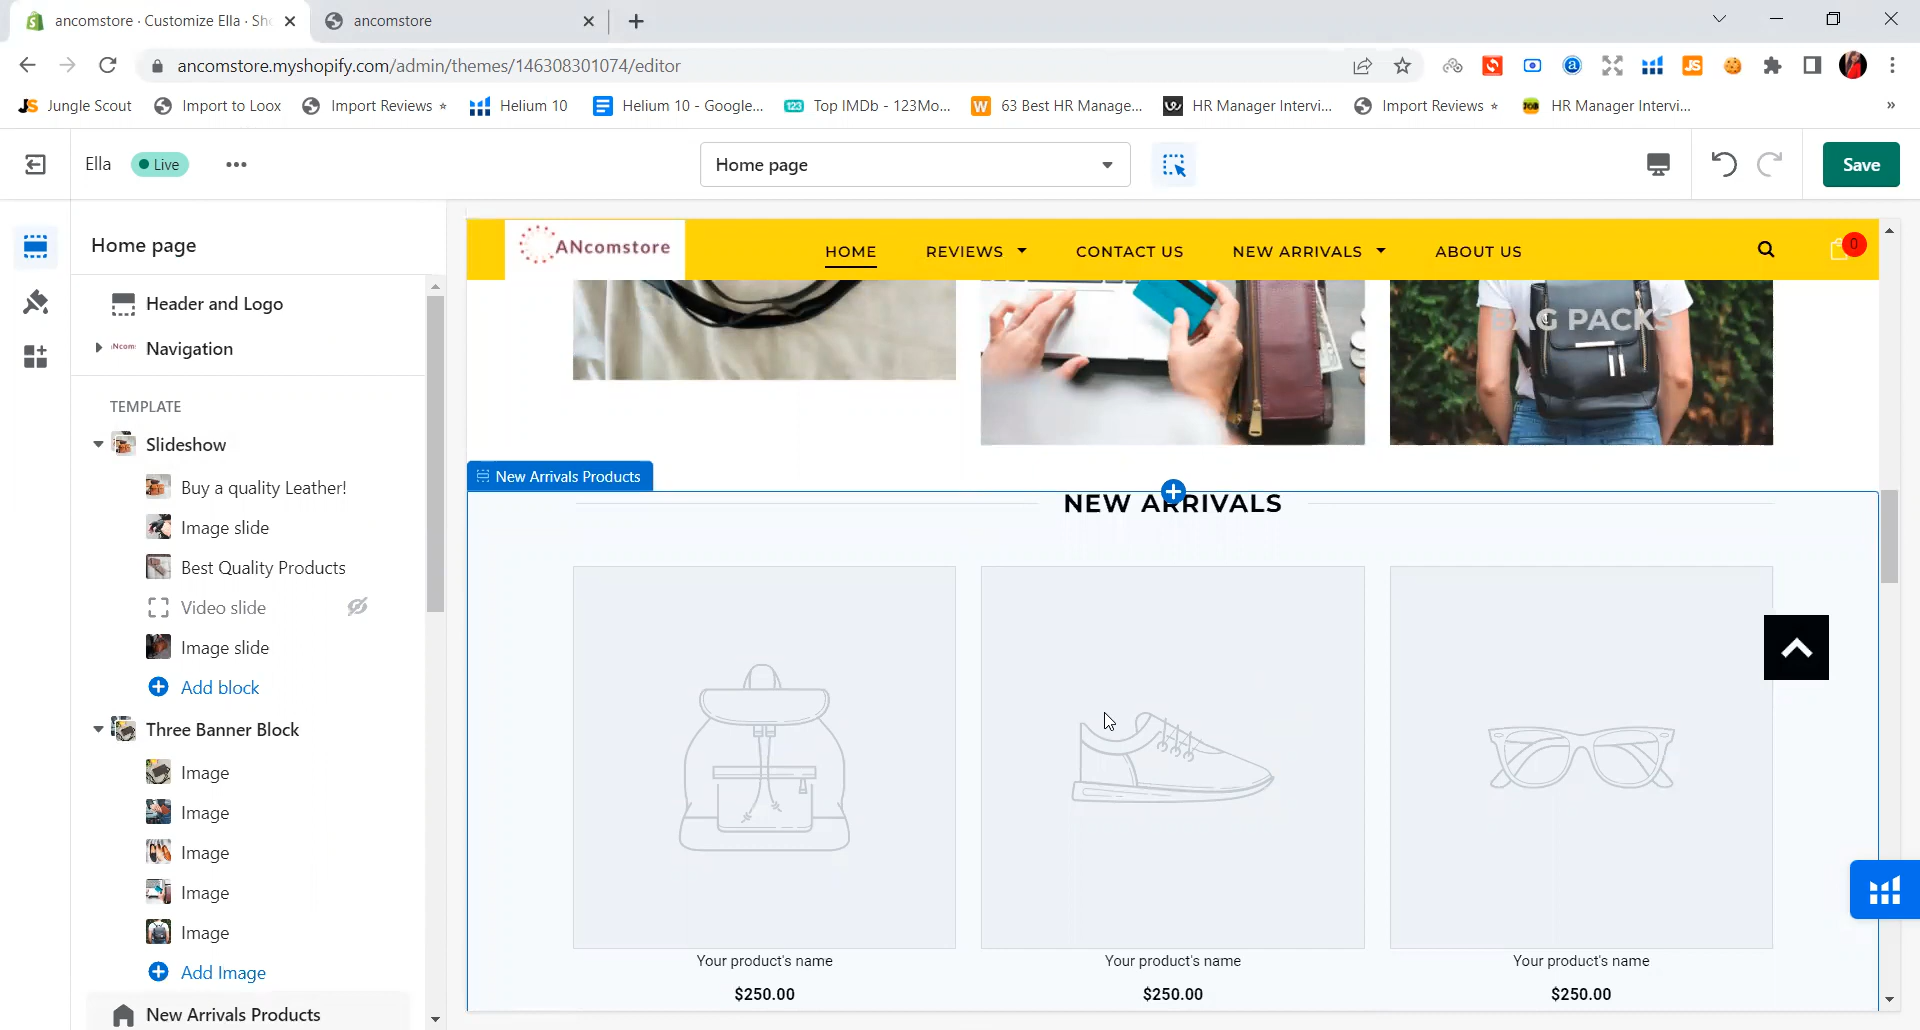 ancomstore · Customize Ella · Sh
ancomstore
ancomstore.myshopify.com/admin/themes/146308301074/editor
JS Jungle Scout
Import to Loox
Import Reviews
Helium 10
Helium 10 - Google...
123 Top IMDb - 123Mo...
W 63 Best HR Manage...
HR Manager Intervi...
Import Reviews
JOB HR Manager Intervi...
»
Ella
Live
Home page
Save
Home page
Header and Logo
Navigation
TEMPLATE
Slideshow
Buy a quality Leather!
Image slide
Best Quality Products
Video slide
Image slide
Add block
Three Banner Block
Image
Image
Image
Image
Image
Add Image
New Arrivals Products
ANcomstore
HOME
REVIEWS
CONTACT US
NEW ARRIVALS
ABOUT US
0
BAG PACKS
New Arrivals Products
NEW ARRIVALS
Your product's name
$250.00
Your product's name
$250.00
Your product's name
$250.00